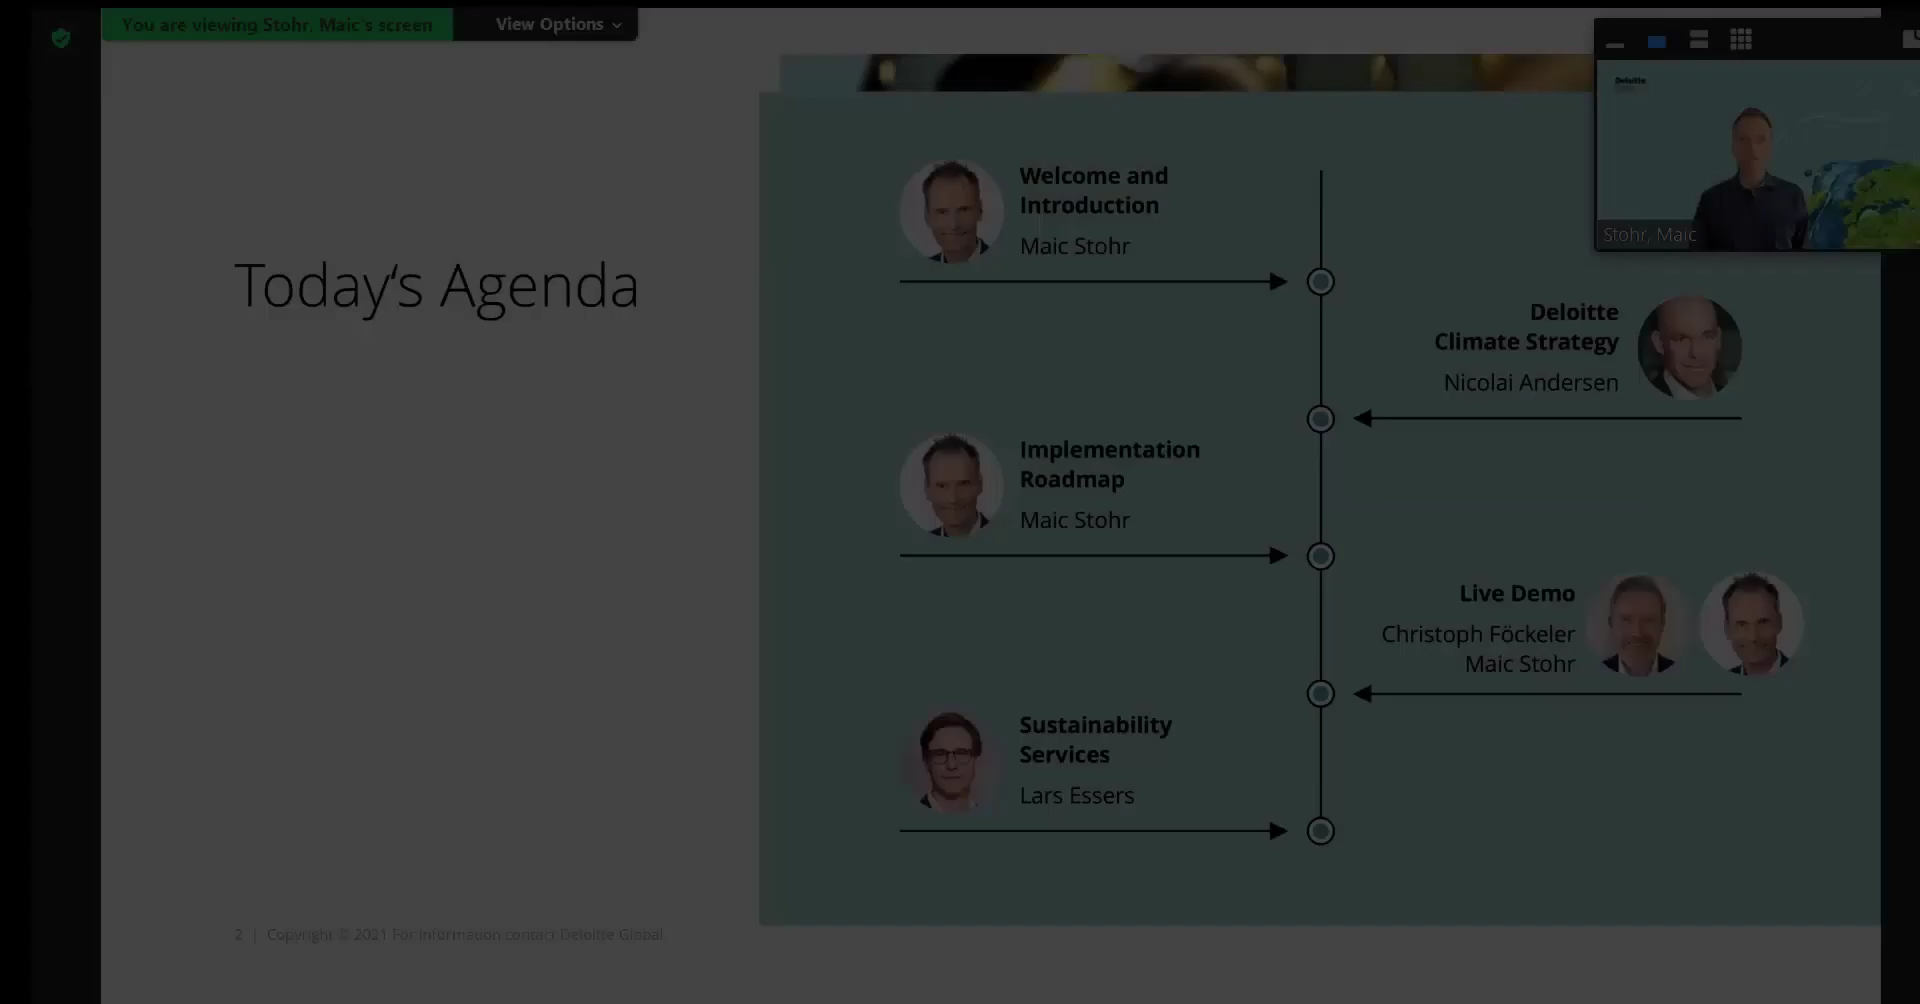 You are viewing Stohr, Maic's screen
View Options
Deloitte
Stohr, Maic
Today‘s Agenda
Welcome and
Introduction
Maic Stohr
Deloitte
Climate Strategy
Nicolai Andersen
Implementation
Roadmap
Maic Stohr
Live Demo
Christoph Föckeler
Maic Stohr
Sustainability
Services
Lars Essers
2 | Copyright © 2021 For information contact Deloitte Global.